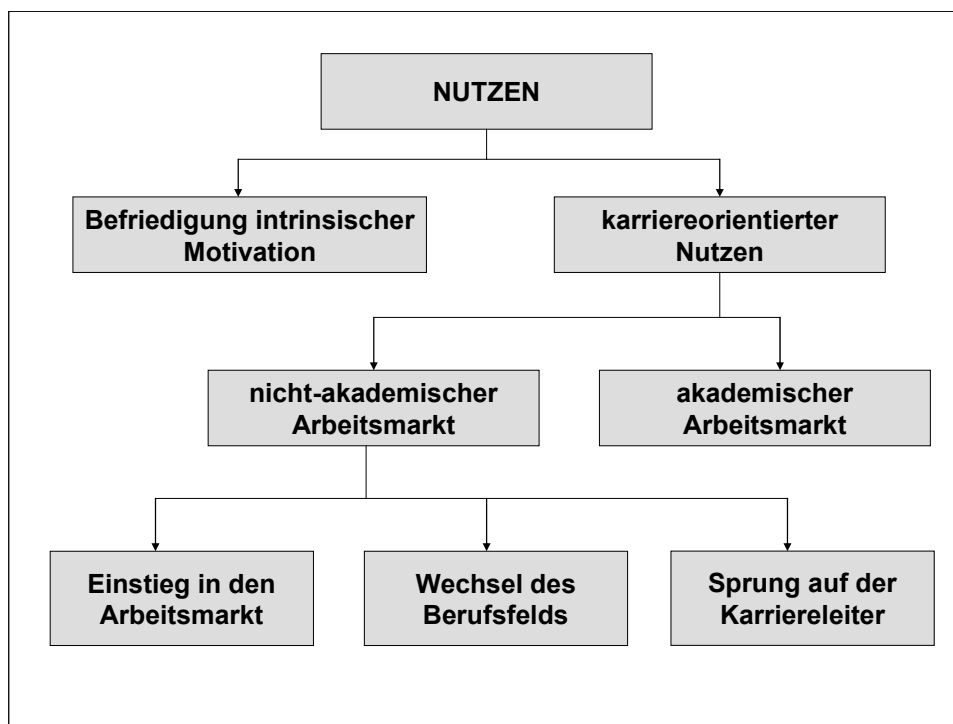 NUTZEN
Befriedigung intrinsischer
Motivation
karriereorientierter
Nutzen
nicht-akademischer
Arbeitsmarkt
akademischer
Arbeitsmarkt
Einstieg in den
Arbeitsmarkt
Wechsel des
Berufsfelds
Sprung auf der
Karriereleiter